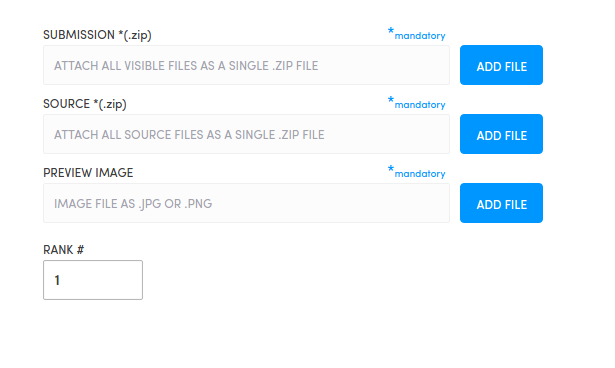 SUBMISSION *(.zip) *mandatory
ATTACH ALL VISIBLE FILES AS A SINGLE .ZIP FILE ADD FILE
SOURCE *(.zip) *mandatory
ATTACH ALL SOURCE FILES AS A SINGLE .ZIP FILE ADD FILE
PREVIEW IMAGE *mandatory
IMAGE FILE AS .JPG OR .PNG ADD FILE
RANK #
1